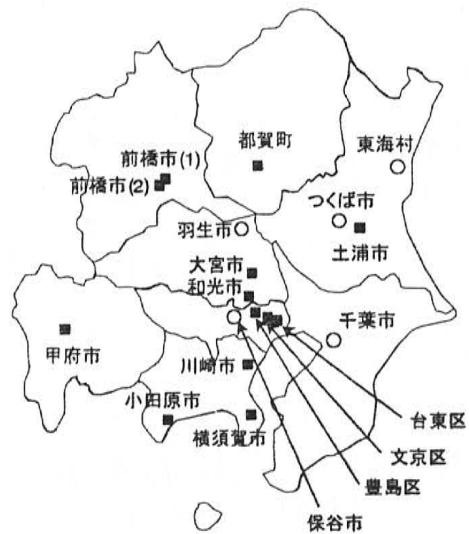 都賀町
東海村
前橋市(1)
前橋市(2)
つくば市
羽生市
土浦市
大宮市
和光市
千葉市
甲府市
川崎市
小田原市
横須賀市
台東区
文京区
豊島区
保谷市